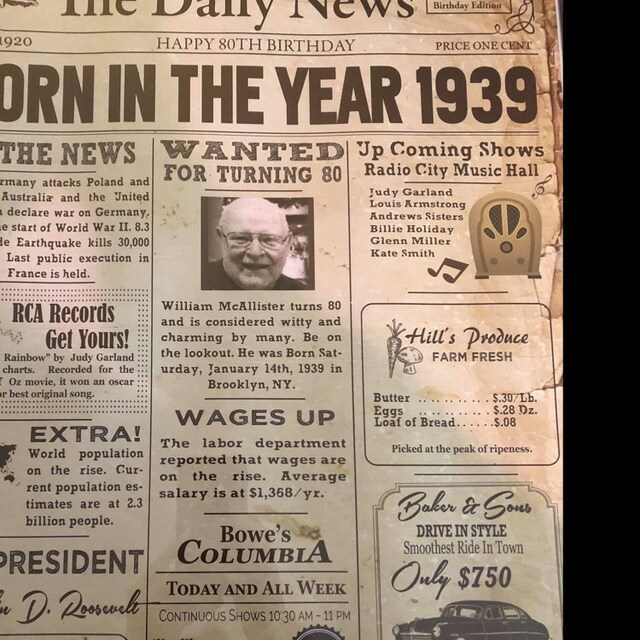 The Daily News
Birthday Edition
1920
HAPPY 80TH BIRTHDAY
PRICE ONE CENT
ORN IN THE YEAR 1939
THE NEWS
rmany attacks Poland and
Australia and the United
declare war on Germany.
e start of World War II. 8.3
de Earthquake kills 30,000
Last public execution in
France is held.
RCA Records
Get Yours!
Rainbow" by Judy Garland
charts. Recorded for the
Oz movie, it won an oscar
r best original song.
EXTRA!
World population
on the rise. Cur-
rent population es-
timates are at 2.3
billion people.
PRESIDENT
n D. Roosevelt
WANTED
FOR TURNING 80
William McAllister turns 80
and is considered witty and
charming by many. Be on
the lookout. He was Born Sat-
urday, January 14th, 1939 in
Brooklyn, NY.
WAGES UP
The labor department
reported that wages are
on the rise. Average
salary is at $1,368/yr.
Bowe's
COLUMBIA
TODAY AND ALL WEEK
CONTINUOUS SHOWS 10:30 AM - 11 PM
Up Coming Shows
Radio City Music Hall
Judy Garland
Louis Armstrong
Andrews Sisters
Billie Holiday
Glenn Miller
Kate Smith
Hill's Produce
FARM FRESH
Butter ............ $.30/Lb.
Eggs ............ $.28 Dz.
Loaf of Bread......$.08
Picked at the peak of ripeness.
Baker & Sons
DRIVE IN STYLE
Smoothest Ride In Town
Only $750